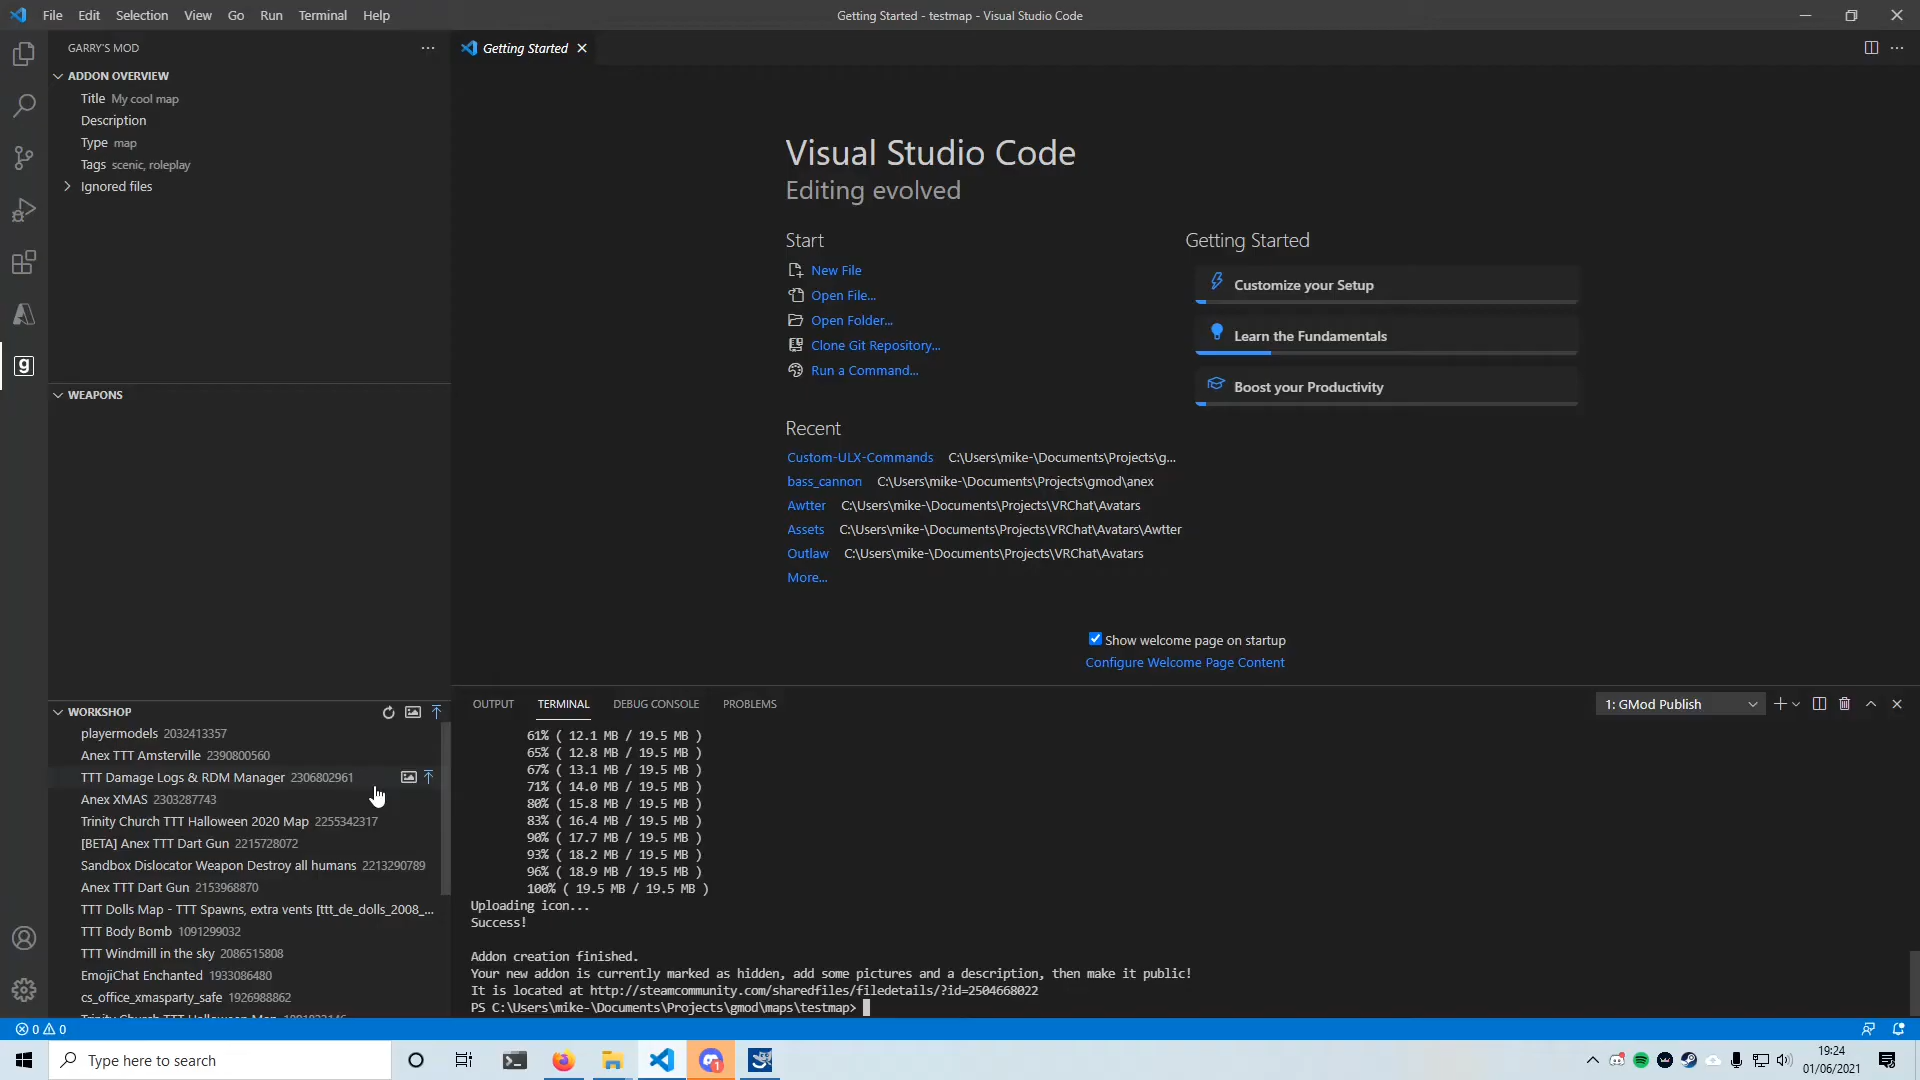 File Edit Selection View Go Run Terminal Help
Getting Started - testmap - Visual Studio Code
GARRY'S MOD
Getting Started
ADDON OVERVIEW
Title My cool map
Description
Type map
Tags scenic, roleplay
Ignored files
Visual Studio Code
Editing evolved
Start
New File
Open File...
Open Folder...
Clone Git Repository...
Run a Command...
Getting Started
Customize your Setup
Learn the Fundamentals
Boost your Productivity
Recent
Custom-ULX-Commands C:\Users\mike-\Documents\Projects\g...
bass_cannon C:\Users\mike-\Documents\Projects\gmod\anex
Awtter C:\Users\mike-\Documents\Projects\VRChat\Avatars
Assets C:\Users\mike-\Documents\Projects\VRChat\Avatars\Awtter
Outlaw C:\Users\mike-\Documents\Projects\VRChat\Avatars
More...
Show welcome page on startup
Configure Welcome Page Content
WEAPONS
WORKSHOP
playermodels 2032413357
Anex TTT Amsterville 2390800560
TTT Damage Logs & RDM Manager 2306802961
Anex XMAS 2303287743
Trinity Church TTT Halloween 2020 Map 2255342317
[BETA] Anex TTT Dart Gun 2215728072
Sandbox Dislocator Weapon Destroy all humans 2213290789
Anex TTT Dart Gun 2153968870
TTT Dolls Map - TTT Spawns, extra vents [ttt_de_dolls_2008_...
TTT Body Bomb 1091299032
TTT Windmill in the sky 2086515808
EmojiChat Enchanted 1933086480
cs_office_xmasparty_safe 1926988862
OUTPUT TERMINAL DEBUG CONSOLE PROBLEMS
1: GMod Publish
61% ( 12.1 MB / 19.5 MB )
65% ( 12.8 MB / 19.5 MB )
67% ( 13.1 MB / 19.5 MB )
71% ( 14.0 MB / 19.5 MB )
80% ( 15.8 MB / 19.5 MB )
83% ( 16.4 MB / 19.5 MB )
90% ( 17.7 MB / 19.5 MB )
93% ( 18.2 MB / 19.5 MB )
96% ( 18.9 MB / 19.5 MB )
100% ( 19.5 MB / 19.5 MB )
Uploading icon...
Success!
Addon creation finished.
Your new addon is currently marked as hidden, add some pictures and a description, then make it public!
It is located at http://steamcommunity.com/sharedfiles/filedetails/?id=2504668022
PS C:\Users\mike-\Documents\Projects\gmod\maps\testmap>
0 0
Type here to search
19:24
01/06/2021